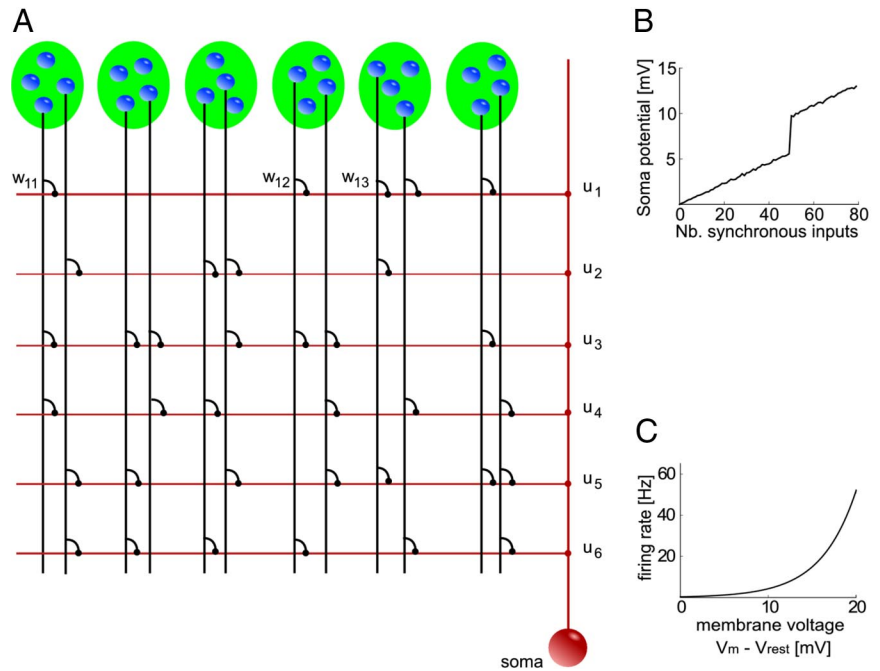 A
w11
w12
w13
u1
u2
u3
u4
u5
u6
soma
B
Soma potential [mV]
15
10
5
0 20 40 60 80
Nb. synchronous inputs
C
firing rate [Hz]
60
40
20
0 10 20
membrane voltage
Vm - Vrest [mV]